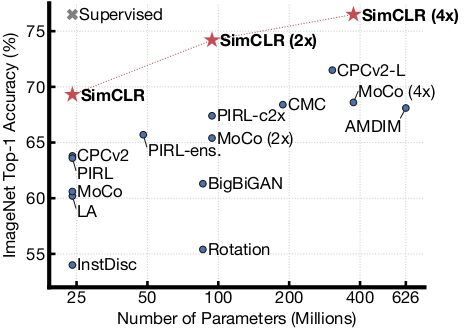 75
70
65
60
55
ImageNet Top-1 Accuracy (%)
Supervised
SimCLR (4x)
SimCLR (2x)
SimCLR
CPCv2-L
MoCo (4x)
CMC
AMDIM
PIRL-c2x
MoCo (2x)
PIRL-ens.
CPCv2
PIRL
MoCo
LA
BigBiGAN
Rotation
InstDisc
25 50 100 200 400 626
Number of Parameters (Millions)